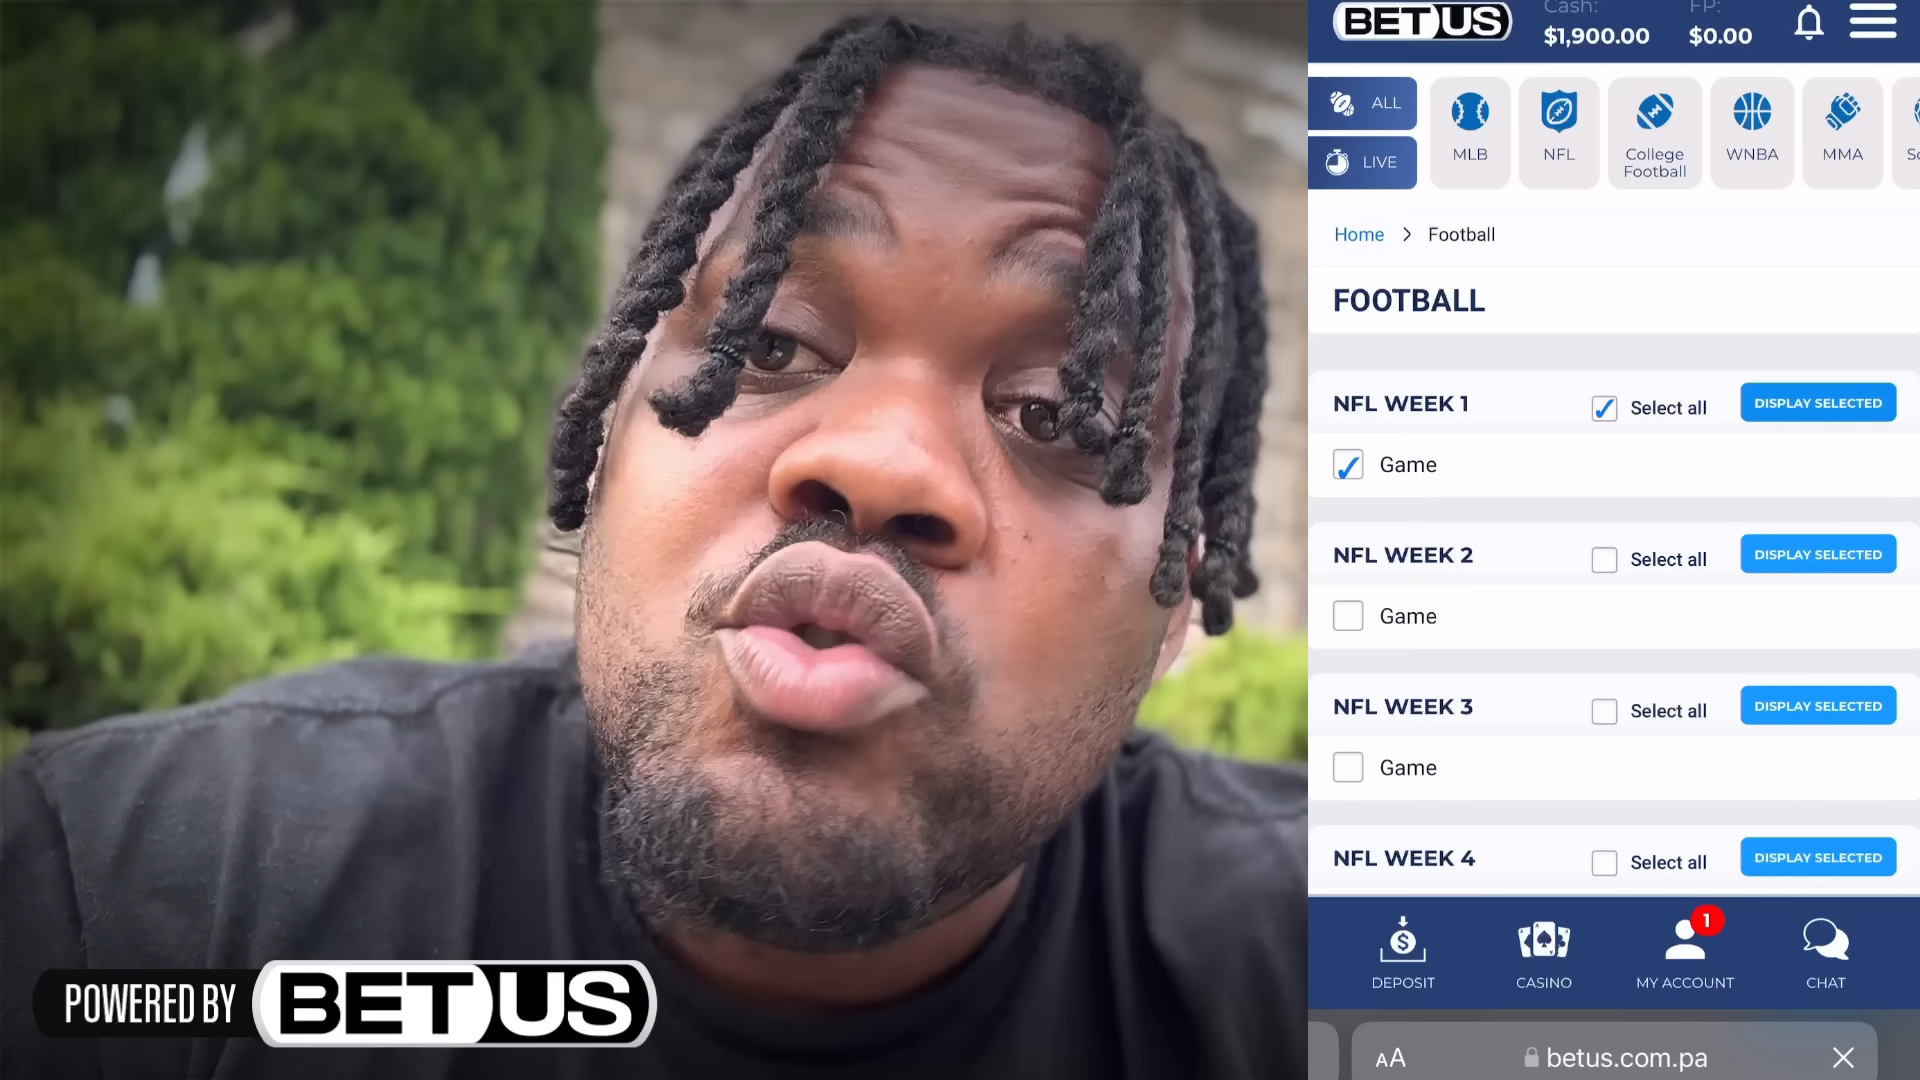 POWERED BY BETUS
BETUS
Cash:
$1,900.00
FP:
$0.00
ALL
LIVE
MLB
NFL
College
Football
WNBA
MMA
Home > Football
FOOTBALL
NFL WEEK 1
Select all
DISPLAY SELECTED
Game
NFL WEEK 2
Select all
DISPLAY SELECTED
Game
NFL WEEK 3
Select all
DISPLAY SELECTED
Game
NFL WEEK 4
Select all
DISPLAY SELECTED
DEPOSIT
CASINO
1
MY ACCOUNT
CHAT
AA
betus.com.pa